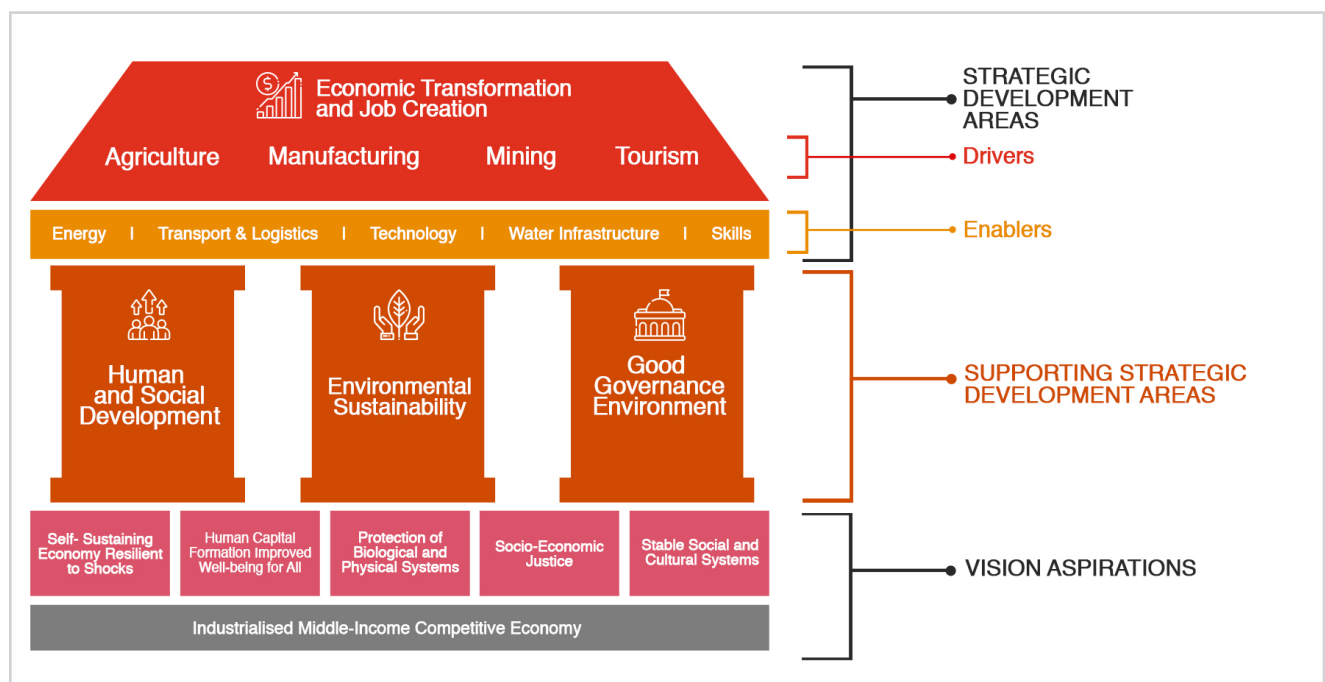 Economic Transformation
and Job Creation
Agriculture Manufacturing Mining Tourism
Energy | Transport & Logistics | Technology | Water Infrastructure | Skills
Human
and Social
Development
Environmental
Sustainability
Good
Governance
Environment
Self- Sustaining
Economy Resilient
to Shocks
Human Capital
Formation Improved
Well-being for All
Protection of
Biological and
Physical Systems
Socio-Economic
Justice
Stable Social and
Cultural Systems
Industrialised Middle-Income Competitive Economy
STRATEGIC
DEVELOPMENT
AREAS
Drivers
Enablers
SUPPORTING STRATEGIC
DEVELOPMENT AREAS
VISION ASPIRATIONS